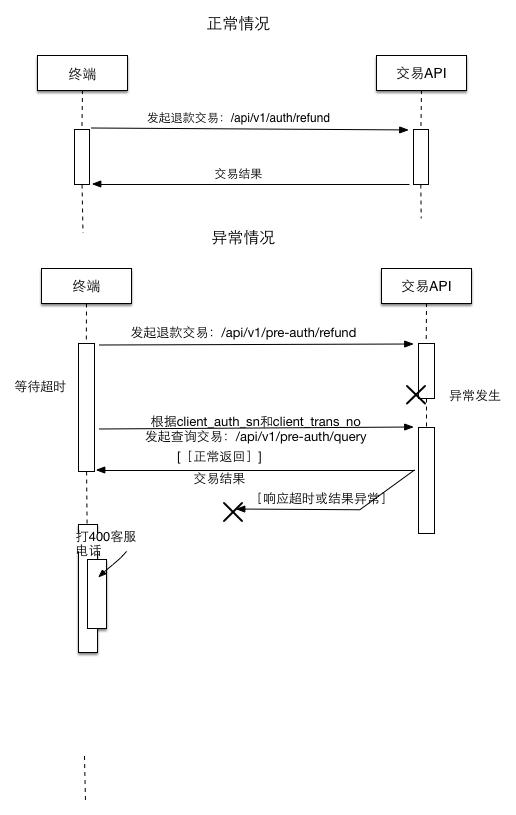 正常情况
终端
交易API
发起退款交易：/api/v1/auth/refund
交易结果
异常情况
终端
交易API
发起退款交易：/api/v1/pre-auth/refund
等待超时
异常发生
根据client_auth_sn和client_trans_no
发起查询交易：/api/v1/pre-auth/query
[［正常返回］]
交易结果
［响应超时或结果异常］
打400客服
电话